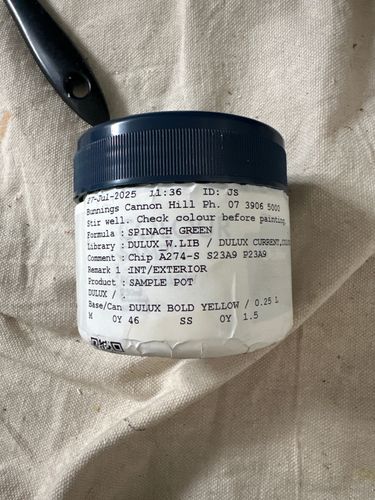 27-Jul-2025 11:36 ID: JS
Bunnings Cannon Hill Ph. 07 3906 5000
Stir well. Check colour before painting
Formula : SPINACH GREEN
Library : DULUX_W.LIB / DULUX CURRENT,
Comment : Chip A274-S S23A9 P23A9
Remark 1 :INT/EXTERIOR
Product : SAMPLE POT
DULUX / .
Base/Can :DULUX BOLD YELLOW / 0.25 L
M 0Y 46 SS 0Y 1.5